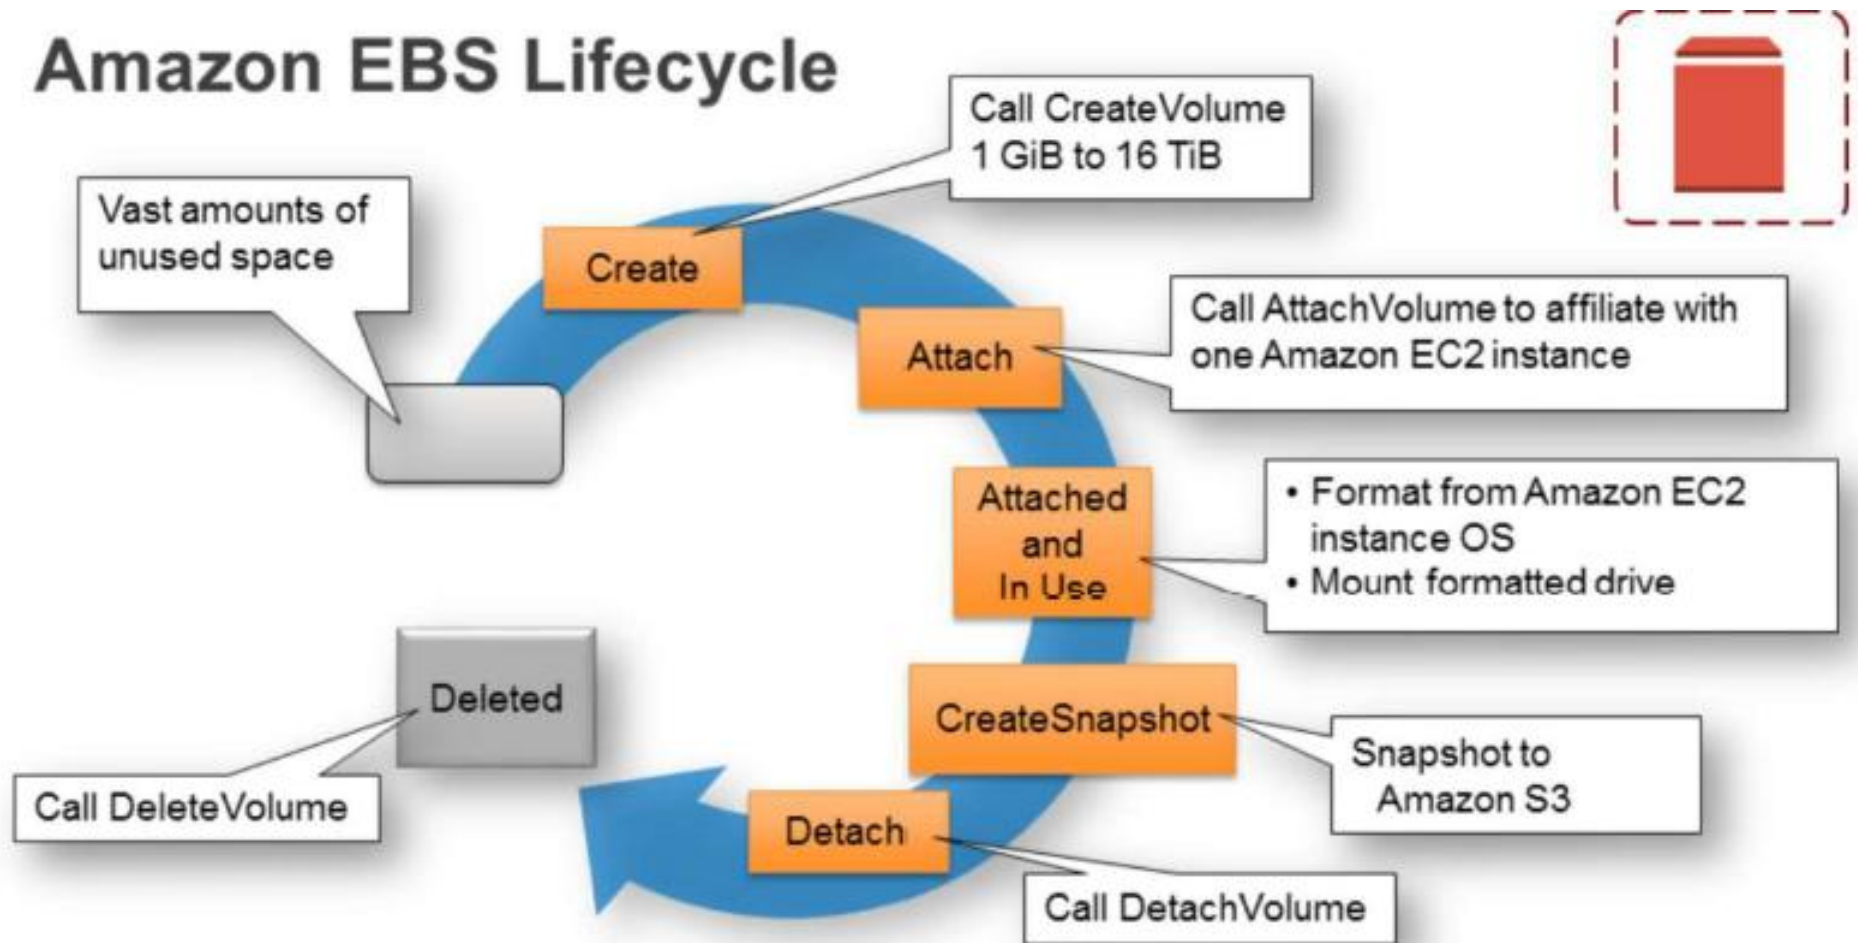 Amazon EBS Lifecycle
Call CreateVolume
1 GiB to 16 TiB
Vast amounts of
unused space
Create
Call AttachVolume to affiliate with
one Amazon EC2 instance
Attach
Attached
and
In Use
• Format from Amazon EC2
instance OS
• Mount formatted drive
CreateSnapshot
Snapshot to
Amazon S3
Detach
Call DetachVolume
Deleted
Call DeleteVolume